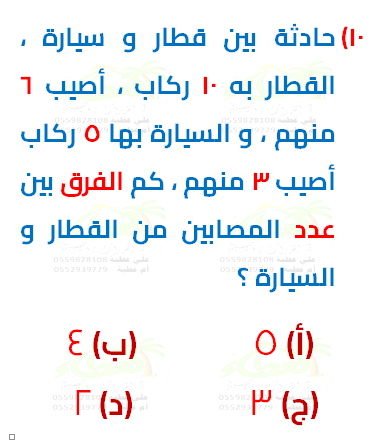 ١٠) حادثة بين قطار و سيارة ،
القطار به ١٠ ركاب ، أصيب ٦
منهم ، و السيارة بها ٥ ركاب
أصيب ٣ منهم ، كم الفرق بين
عدد المصابين من القطار و
السيارة ؟
(أ) ٥ (ب) ٤
(ج) ٣ (د) ٢